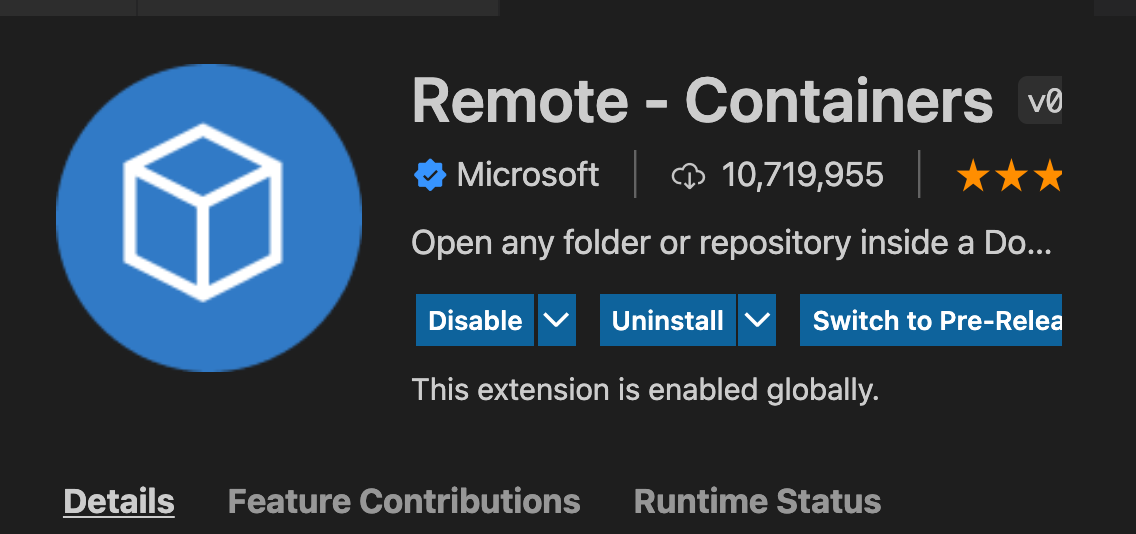 Remote - Containers v0
Microsoft 10,719,955
Open any folder or repository inside a Do...
Disable Uninstall Switch to Pre-Relea
This extension is enabled globally.
Details Feature Contributions Runtime Status